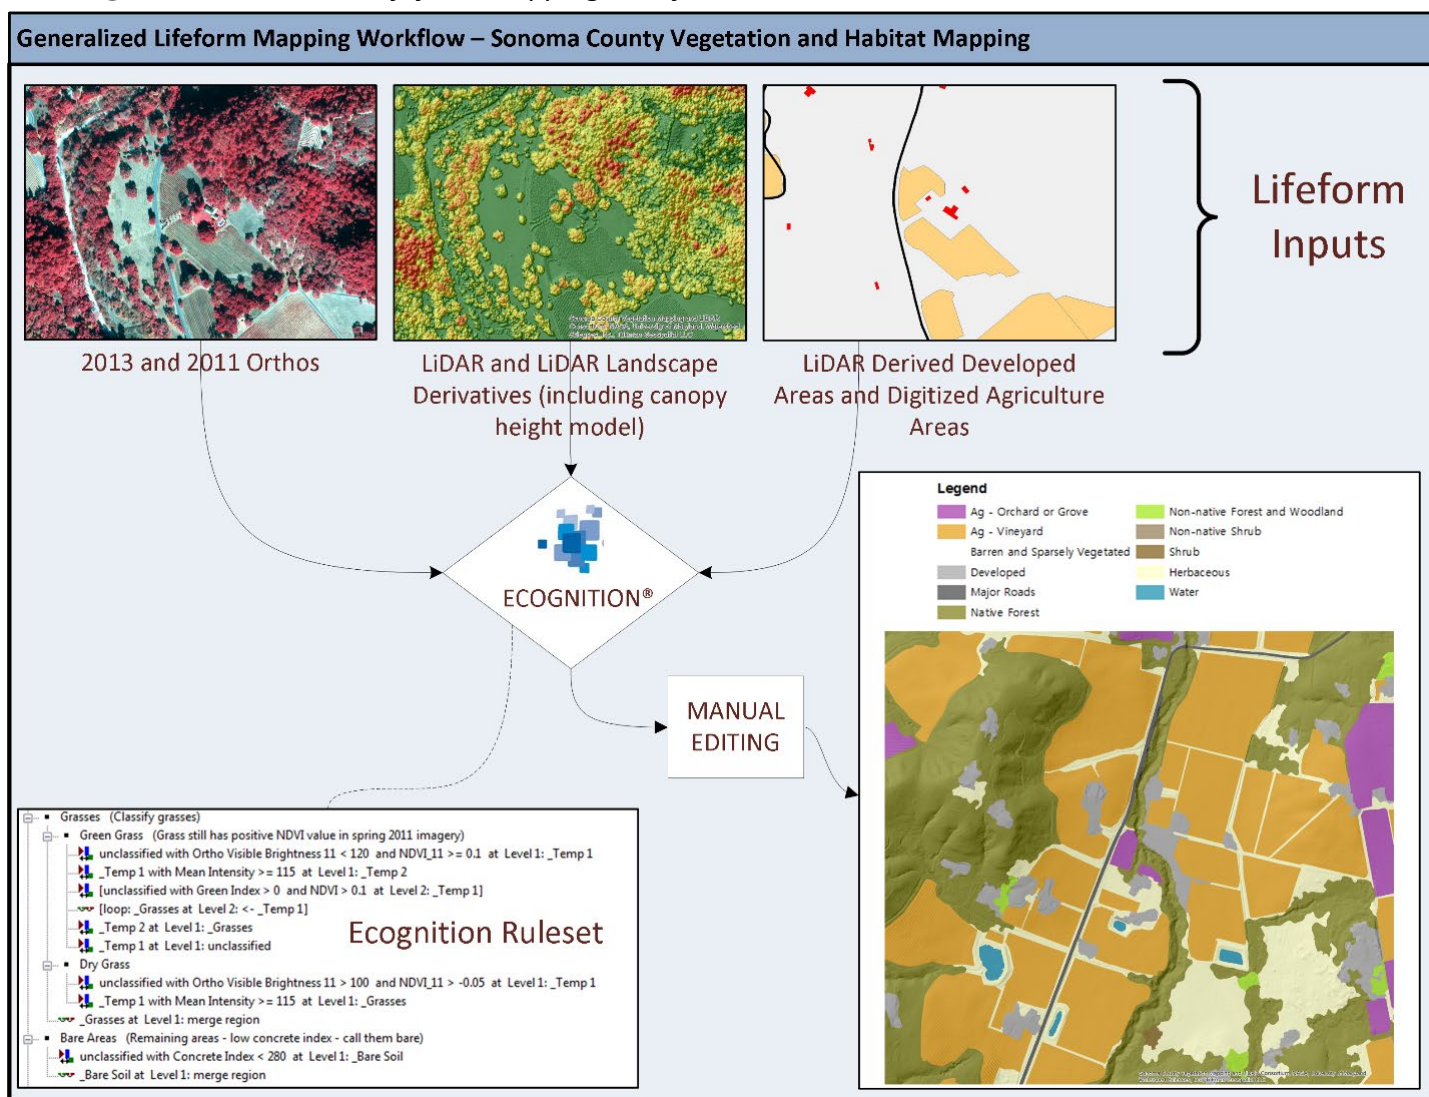 Generalized Lifeform Mapping Workflow – Sonoma County Vegetation and Habitat Mapping
Lifeform
Inputs
2013 and 2011 Orthos
LiDAR and LiDAR Landscape
Derivatives (including canopy
height model)
LiDAR Derived Developed
Areas and Digitized Agriculture
Areas
ECOGNITION®
MANUAL
EDITING
Legend
Ag - Orchard or Grove
Ag - Vineyard
Barren and Sparsely Vegetated
Developed
Major Roads
Native Forest
Non-native Forest and Woodland
Non-native Shrub
Shrub
Herbaceous
Water
Grasses (Classify grasses)
Green Grass (Grass still has positive NDVI value in spring 2011 imagery)
unclassified with Ortho Visible Brightness 11 < 120 and NDVI_11 >= 0.1 at Level 1: _Temp 1
_Temp 1 with Mean Intensity >= 115 at Level 1: _Temp 2
[unclassified with Green Index > 0 and NDVI > 0.1 at Level 2: _Temp 1]
[loop: _Grasses at Level 2: <- _Temp 1]
_Temp 2 at Level 1: _Grasses
_Temp 1 at Level 1: unclassified
Dry Grass
unclassified with Ortho Visible Brightness 11 > 100 and NDVI_11 > -0.05 at Level 1: _Temp 1
_Temp 1 with Mean Intensity >= 115 at Level 1: _Grasses
_Grasses at Level 1: merge region
Bare Areas (Remaining areas - low concrete index - call them bare)
unclassified with Concrete Index < 280 at Level 1: _Bare Soil
_Bare Soil at Level 1: merge region
Ecognition Ruleset